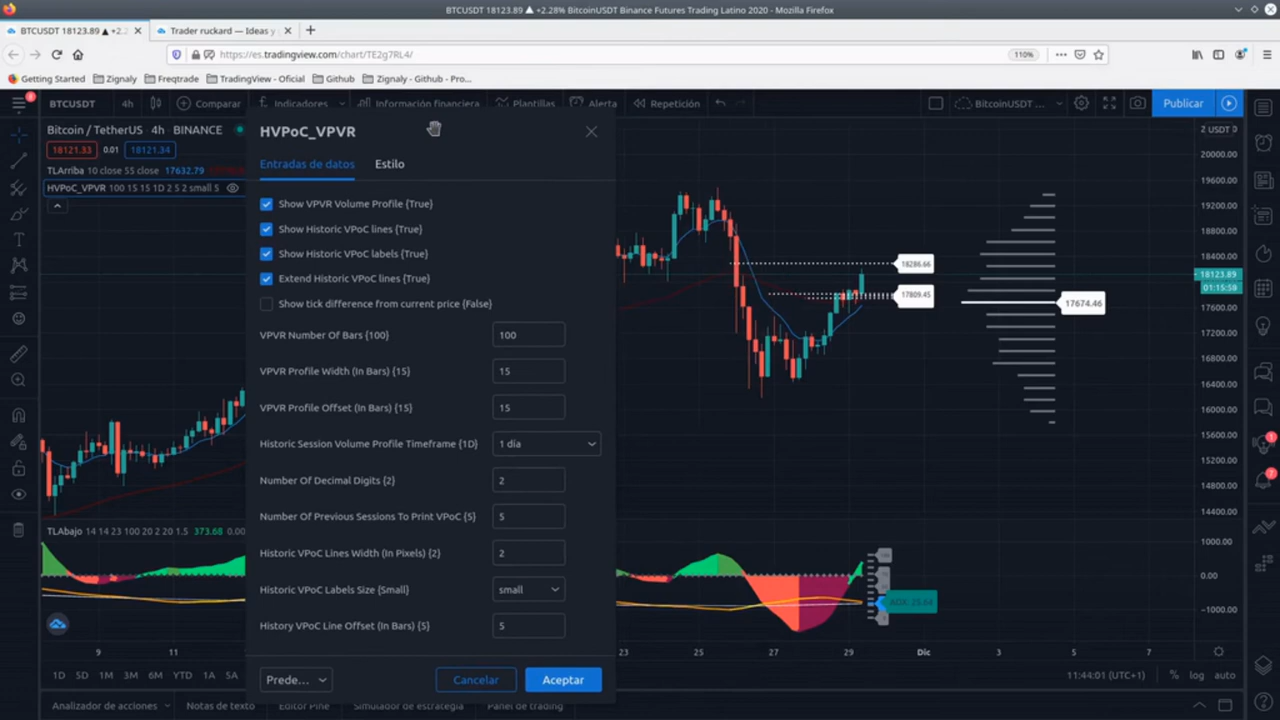 BTCUSDT 18123.89 ▲ +2.28% BitcoinUSDT Binance Futures Trading Latino 2020 - Mozilla Firefox
BTCUSDT 18123.89 ▲ +2.2
Trader ruckard — Ideas y
https://es.tradingview.com/chart/TE2g7RL4/
110%
Getting Started
Zignaly
Freqtrade
TradingView - Oficial
Github
Zignaly - Github - Pro...
BTCUSDT
4h
Comparar
Indicadores
Información financiera
Plantillas
Alerta
Repetición
BitcoinUSDT ...
Publicar
Bitcoin / TetherUS · 4h · BINANCE
18121.33
0.01
18121.34
TLArriba 10 close 55 close 17632.79
HVPoC_VPVR 100 15 15 1D 2 5 2 small 5
HVPoC_VPVR
Entradas de datos
Estilo
Show VPVR Volume Profile {True}
Show Historic VPoC lines {True}
Show Historic VPoC labels {True}
Extend Historic VPoC lines {True}
Show tick difference from current price {False}
VPVR Number Of Bars {100}
100
VPVR Profile Width (In Bars) {15}
15
VPVR Profile Offset (In Bars) {15}
15
Historic Session Volume Profile Timeframe {1D}
1 día
Number Of Decimal Digits {2}
2
Number Of Previous Sessions To Print VPoC {5}
5
Historic VPoC Lines Width (In Pixels) {2}
2
Historic VPoC Labels Size {Small}
small
History VPoC Line Offset (In Bars) {5}
5
Prede...
Cancelar
Aceptar
18286.66
17809.45
17674.46
USDT
20000.00
19600.00
19200.00
18800.00
18400.00
18123.89
01:15:59
17600.00
17200.00
16800.00
16400.00
16000.00
15600.00
15200.00
14800.00
14400.00
TLAbajo 14 14 23 100 20 2 20 1.5 373.68 0.00
1000.00
0.00
-1000.00
ADX: 25.54
9
11
23
25
27
29
Dic
3
5
7
1D
5D
1M
3M
6M
YTD
1A
5A
11:44:01 (UTC+1)
%
log
auto
Analizador de acciones
Notas de texto
Editor Pine
Simulador de estrategia
Panel de trading